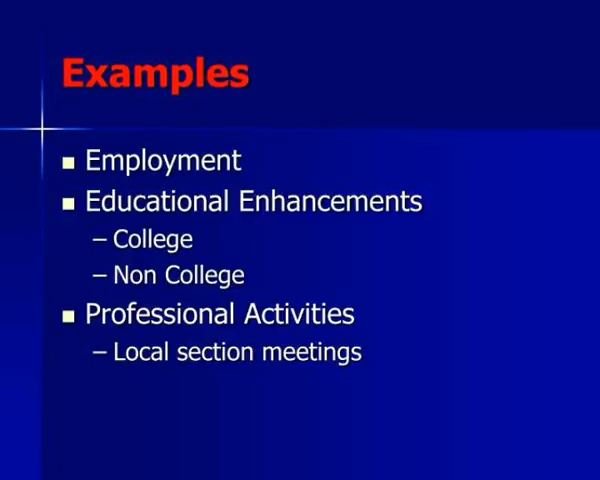 Examples
■ Employment
■ Educational Enhancements
– College
– Non College
■ Professional Activities
– Local section meetings